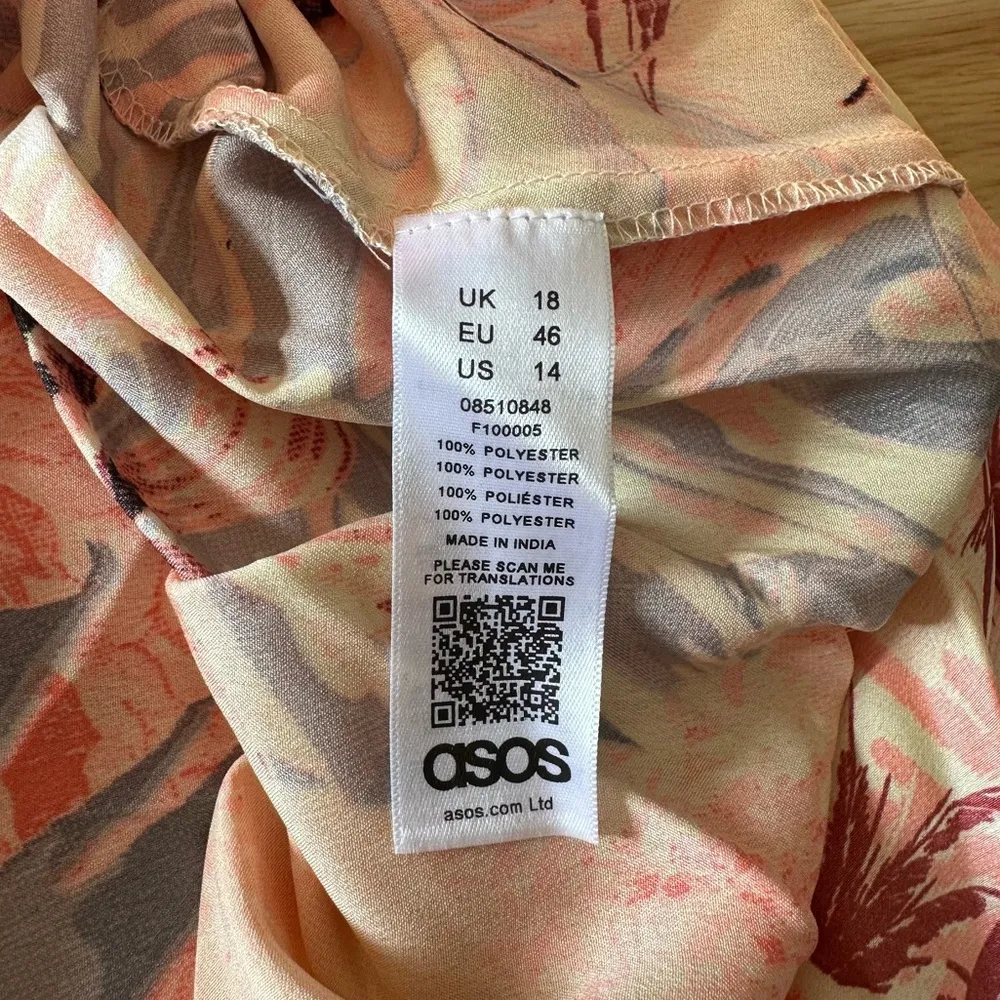 UK 18
EU 46
US 14
08510848
F100005
100% POLYESTER
100% POLYESTER
100% POLIÉSTER
100% POLYESTER
MADE IN INDIA
PLEASE SCAN ME
FOR TRANSLATIONS
asos
asos.com Ltd